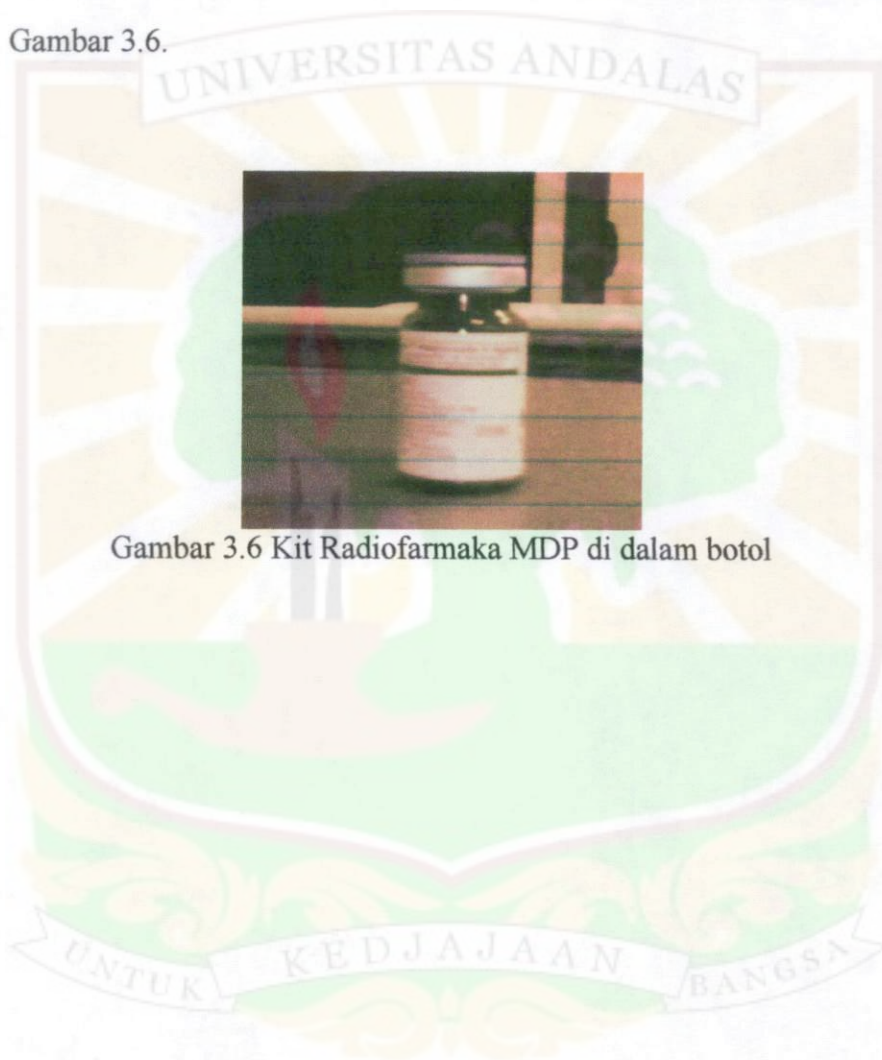 Gambar 3.6.
UNIVERSITAS ANDALAS
Gambar 3.6 Kit Radiofarmaka MDP di dalam botol
UNTUK KEDJAJAAN BANGSA